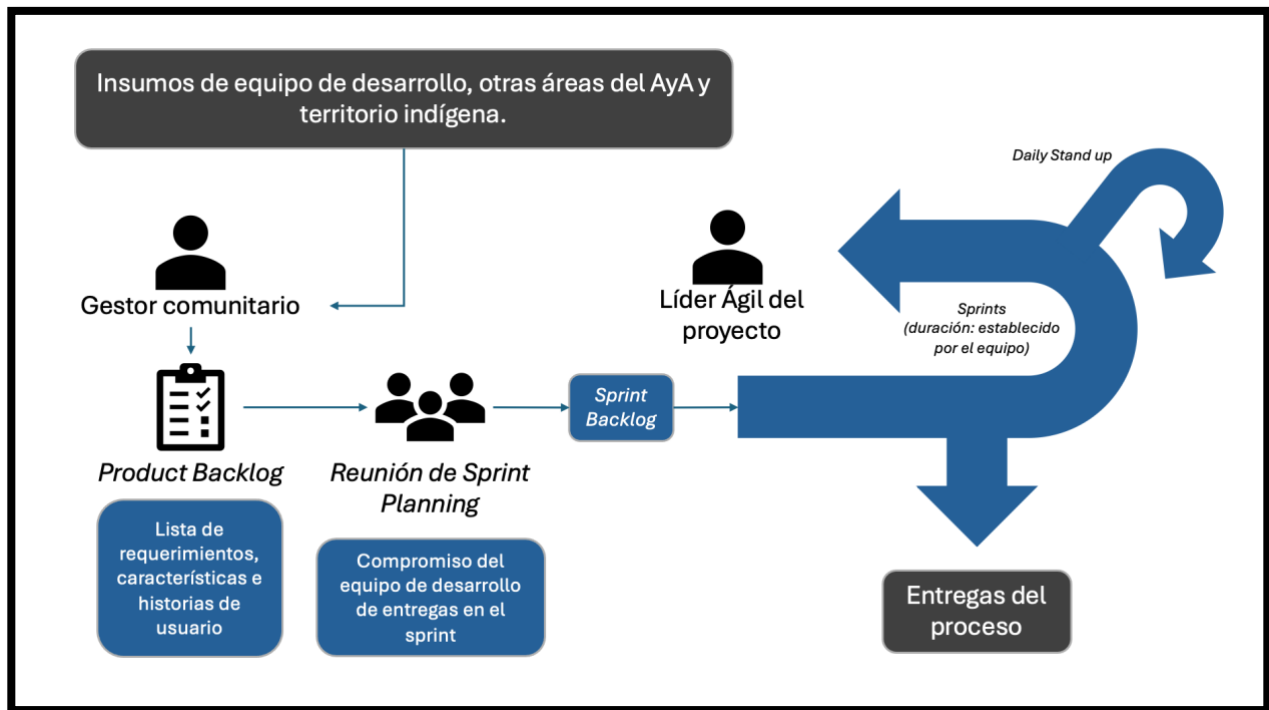 Insumos de equipo de desarrollo, otras áreas del AyA y
territorio indígena.
Daily Stand up
Gestor comunitario
Líder Ágil del
proyecto
Sprints
(duración: establecido
por el equipo)
Sprint
Backlog
Product Backlog
Reunión de Sprint
Planning
Lista de
requerimientos,
características e
historias de
usuario
Compromiso del
equipo de desarrollo
de entregas en el
sprint
Entregas del
proceso